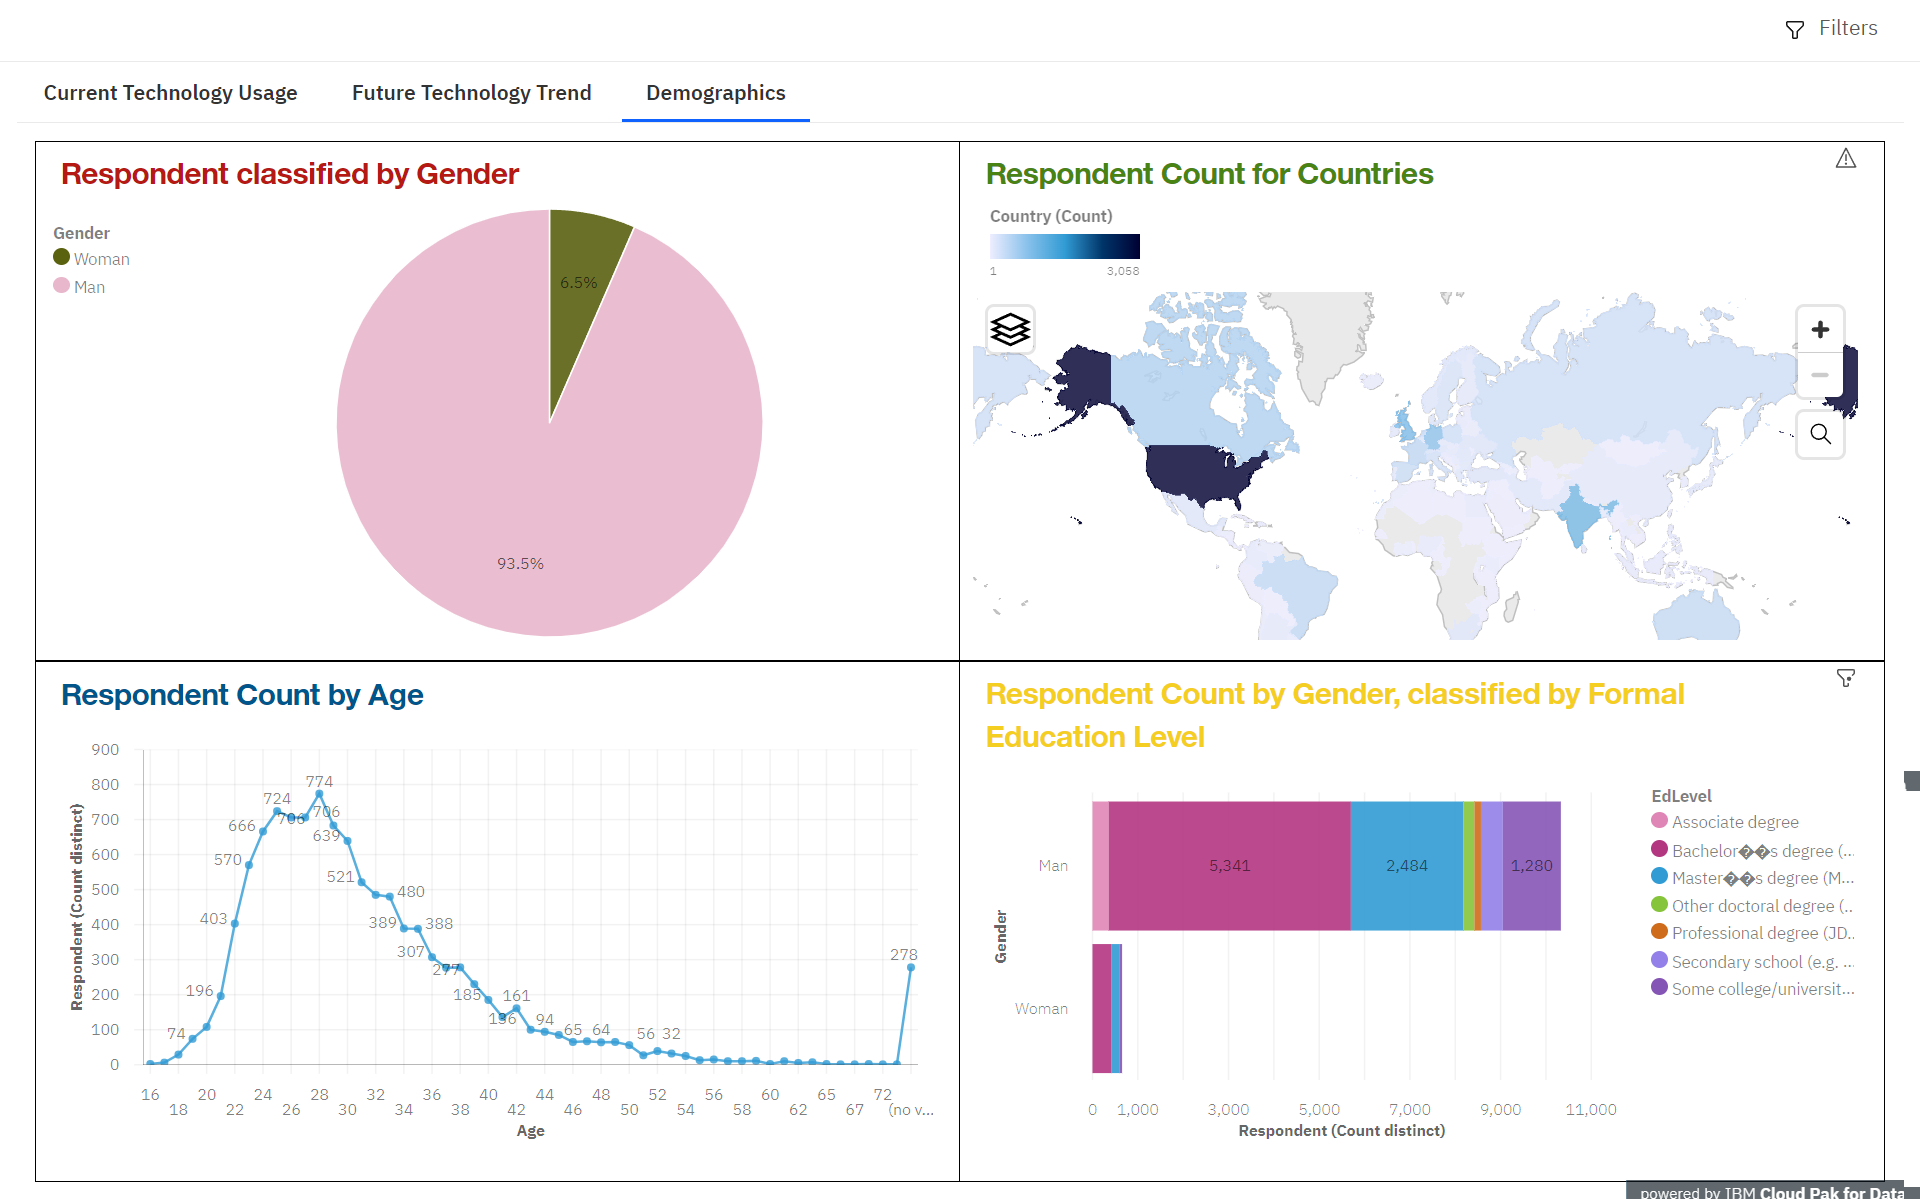 Filters
Current Technology Usage
Future Technology Trend
Demographics
Respondent classified by Gender
Gender
Woman
Man
6.5%
93.5%
Respondent Count for Countries
Country (Count)
1
3,058
Respondent Count by Age
Respondent (Count distinct)
900
800
700
600
500
400
300
200
100
0
74
196
403
570
666
724
706
774
706
639
521
480
389
388
307
277
185
136
161
94
65
64
56
32
278
16
18
20
22
24
26
28
30
32
34
36
38
40
42
44
46
48
50
52
54
56
58
60
62
65
67
72
(no v...
Age
Respondent Count by Gender, classified by Formal
Education Level
Gender
Man
Woman
5,341
2,484
1,280
0
1,000
3,000
5,000
7,000
9,000
11,000
Respondent (Count distinct)
EdLevel
Associate degree
Bachelor��s degree (...
Master��s degree (M...
Other doctoral degree (..
Professional degree (JD..
Secondary school (e.g. ...
Some college/universit...
powered by IBM Cloud Pak for Data